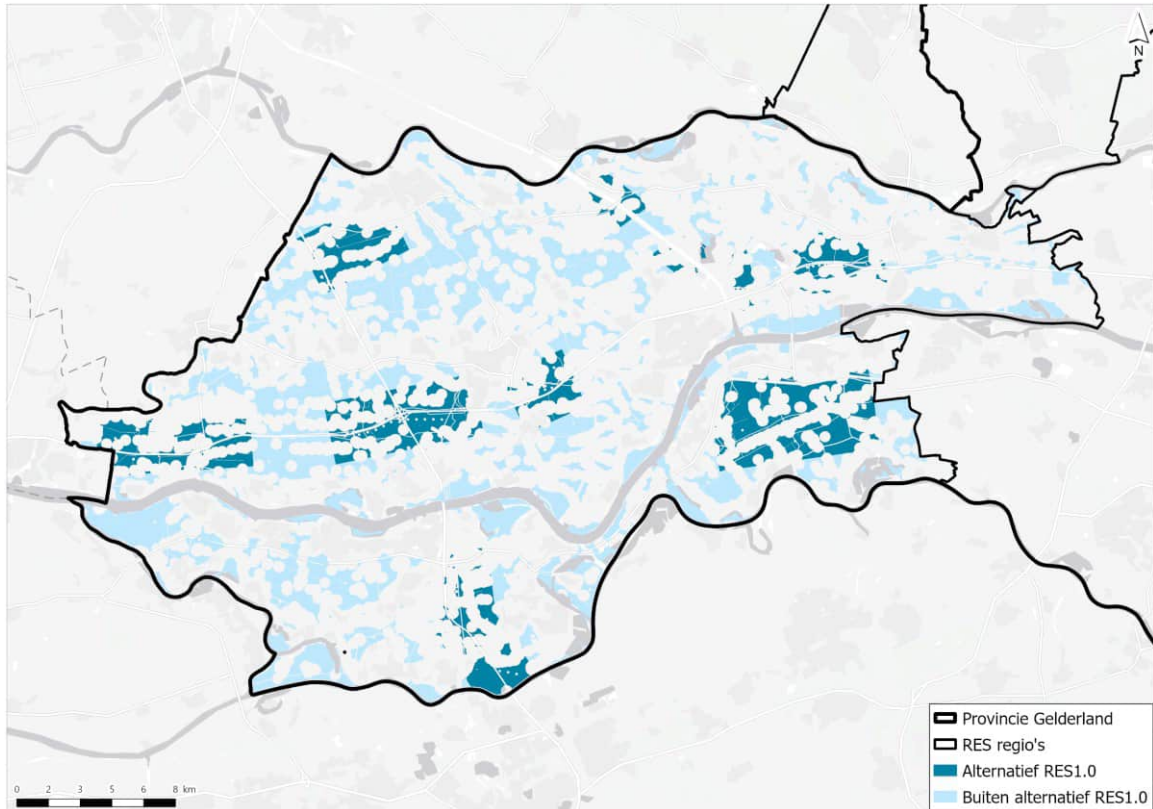 N
Provincie Gelderland
RES regio's
Alternatief RES1.0
Buiten alternatief RES1.0
0 2 3 5 6 8 km